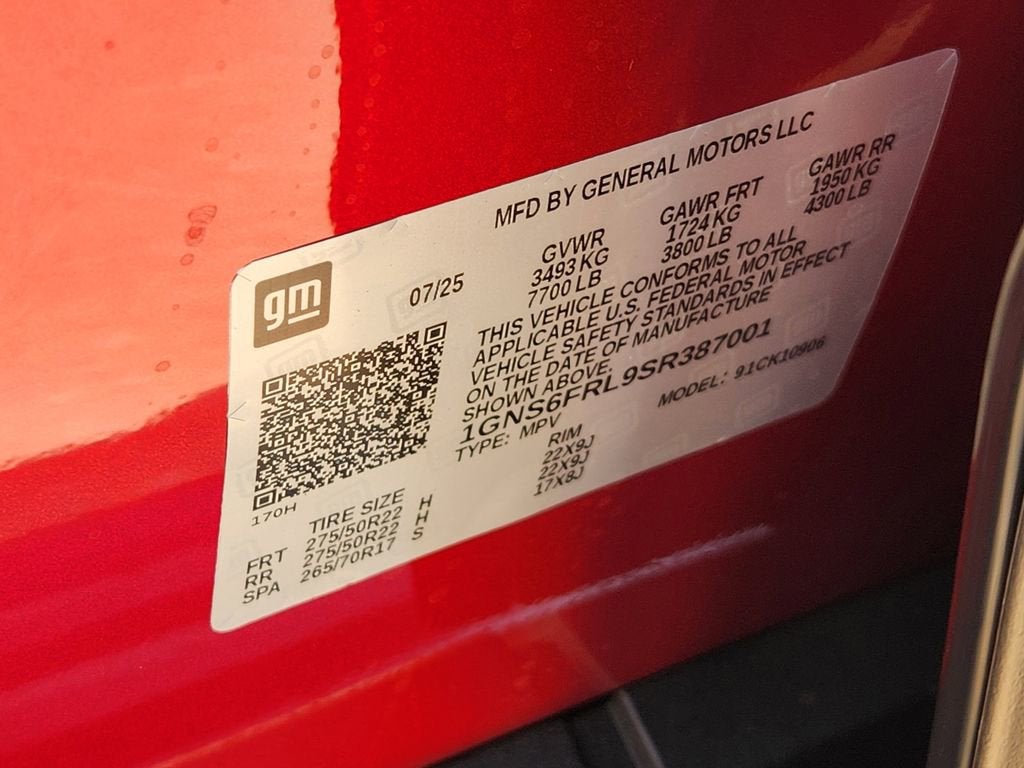 MFD BY GENERAL MOTORS LLC
gm
07/25
GVWR GAWR FRT GAWR RR
3493 KG 1724 KG 1950 KG
7700 LB 3800 LB 4300 LB
THIS VEHICLE CONFORMS TO ALL
APPLICABLE U.S. FEDERAL MOTOR
VEHICLE SAFETY STANDARDS IN EFFECT
ON THE DATE OF MANUFACTURE
SHOWN ABOVE.
1GNS6FRL9SR387001
TYPE: MPV MODEL: 91CK10906
170H
TIRE SIZE RIM
FRT 275/50R22 H 22X9J
RR 275/50R22 H 22X9J
SPA 265/70R17 S 17X8J